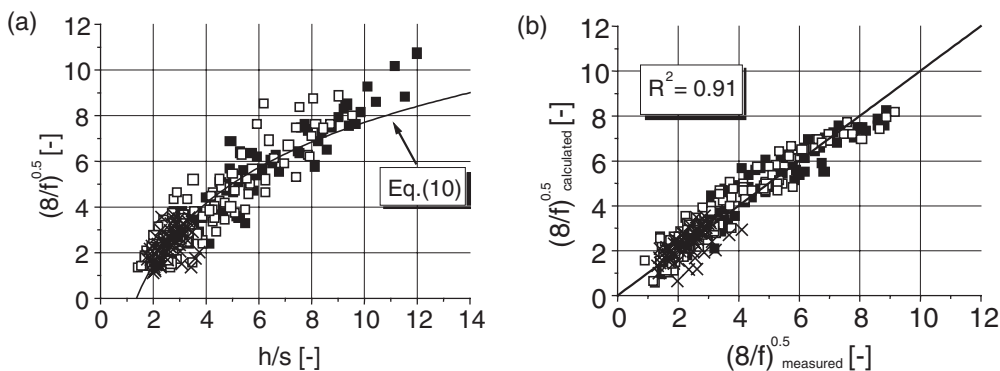 (a)
12
10
8
6
4
2
0
(8/f)^0.5 [-]
0 2 4 6 8 10 12 14
h/s [-]
Eq.(10)
(b)
12
10
8
6
4
2
0
(8/f)^0.5 calculated [-]
R^2 = 0.91
0 2 4 6 8 10 12
(8/f)^0.5 measured [-]